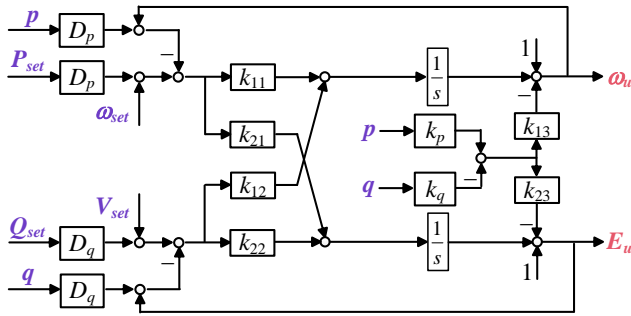 p
D_p
−
P_set
D_p
ω_set
k_11
k_21
k_12
k_22
1/s
1
ω_u
−
k_13
p
k_p
q
k_q
−
k_23
−
V_set
Q_set
D_q
−
q
D_q
1/s
1
E_u